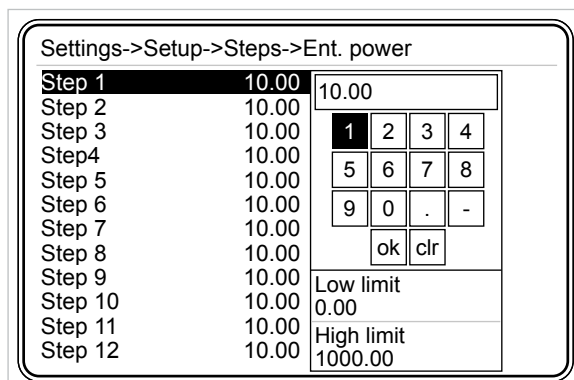 Settings->Setup->Steps->Ent. power
Step 1 10.00
Step 2 10.00
Step 3 10.00
Step4 10.00
Step 5 10.00
Step 6 10.00
Step 7 10.00
Step 8 10.00
Step 9 10.00
Step 10 10.00
Step 11 10.00
Step 12 10.00
10.00
1 2 3 4
5 6 7 8
9 0 . -
ok clr
Low limit
0.00
High limit
1000.00